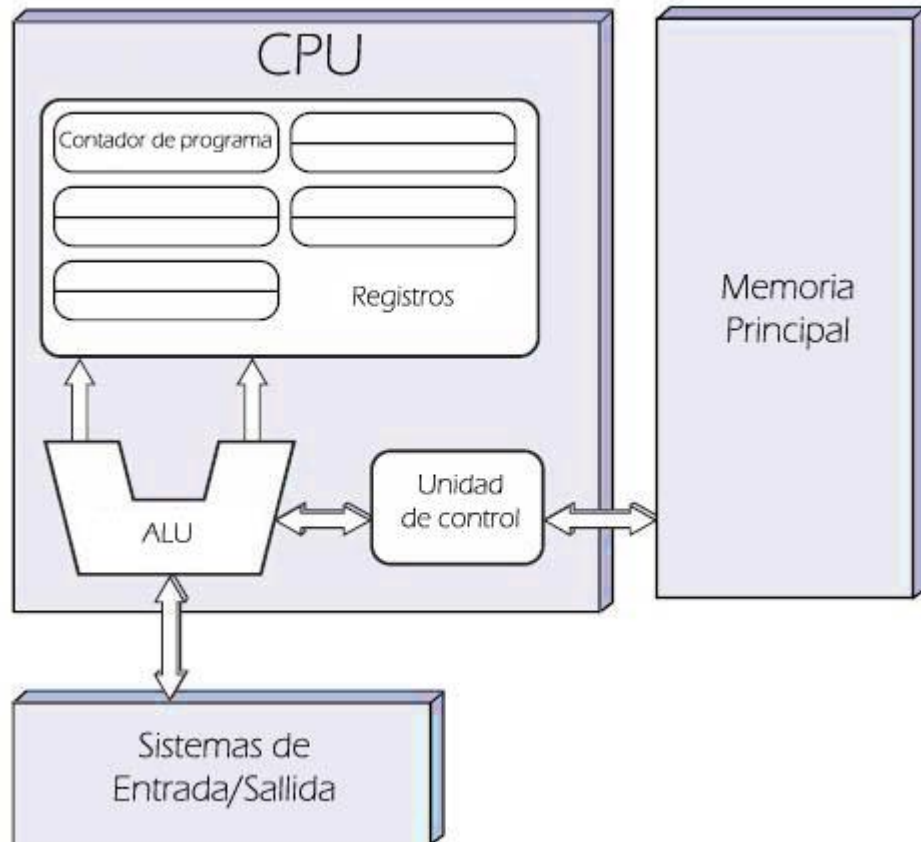 CPU
Contador de programa
Registros
Memoria
Principal
Unidad
de control
ALU
Sistemas de
Entrada/Sallida